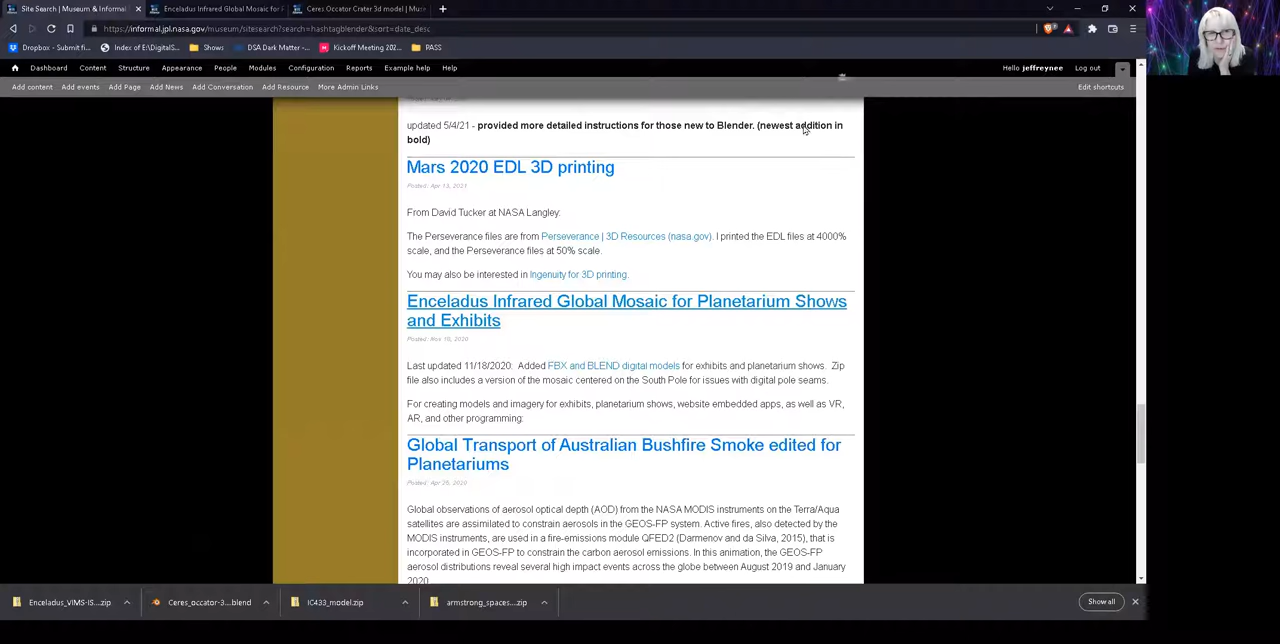 Site Search | Museum & Informal
Enceladus Infrared Global Mosaic for P
Ceres Occator Crater 3d model | Mus
https://informal.jpl.nasa.gov/museum/sitesearch?search=hashtagblender&sort=date_desc
Dropbox - Submit fi... Index of E:\DigitalS... Shows DSA Dark Matter -... Kickoff Meeting 202... PASS
Dashboard Content Structure Appearance People Modules Configuration Reports Example help Help Hello jeffreynee Log out
Add content Add events Add Page Add News Add Conversation Add Resource More Admin Links Edit shortcuts
updated 5/4/21 - provided more detailed instructions for those new to Blender. (newest addition in
bold)
Mars 2020 EDL 3D printing
Posted: Apr 13, 2021
From David Tucker at NASA Langley:
The Perseverance files are from Perseverance | 3D Resources (nasa.gov). I printed the EDL files at 4000%
scale, and the Perseverance files at 50% scale.
You may also be interested in Ingenuity for 3D printing.
Enceladus Infrared Global Mosaic for Planetarium Shows
and Exhibits
Posted: Nov 18, 2020
Last updated 11/18/2020: Added FBX and BLEND digital models for exhibits and planetarium shows. Zip
file also includes a version of the mosaic centered on the South Pole for issues with digital pole seams.
For creating models and imagery for exhibits, planetarium shows, website embedded apps, as well as VR,
AR, and other programming:
Global Transport of Australian Bushfire Smoke edited for
Planetariums
Global observations of aerosol optical depth (AOD) from the NASA MODIS instruments on the Terra/Aqua
satellites are assimilated to constrain aerosols in the GEOS-FP system. Active fires, also detected by the
MODIS instruments, are used in a fire-emissions module QFED2 (Darmenov and da Silva, 2015), that is
incorporated in GEOS-FP to constrain the carbon aerosol emissions. In this animation, the GEOS-FP
aerosol distributions reveal several high impact events across the globe between August 2019 and January
2020.
Enceladus_VIMS-IS....zip Ceres_occator-3....blend IC433_model.zip armstrong_spaces....zip Show all